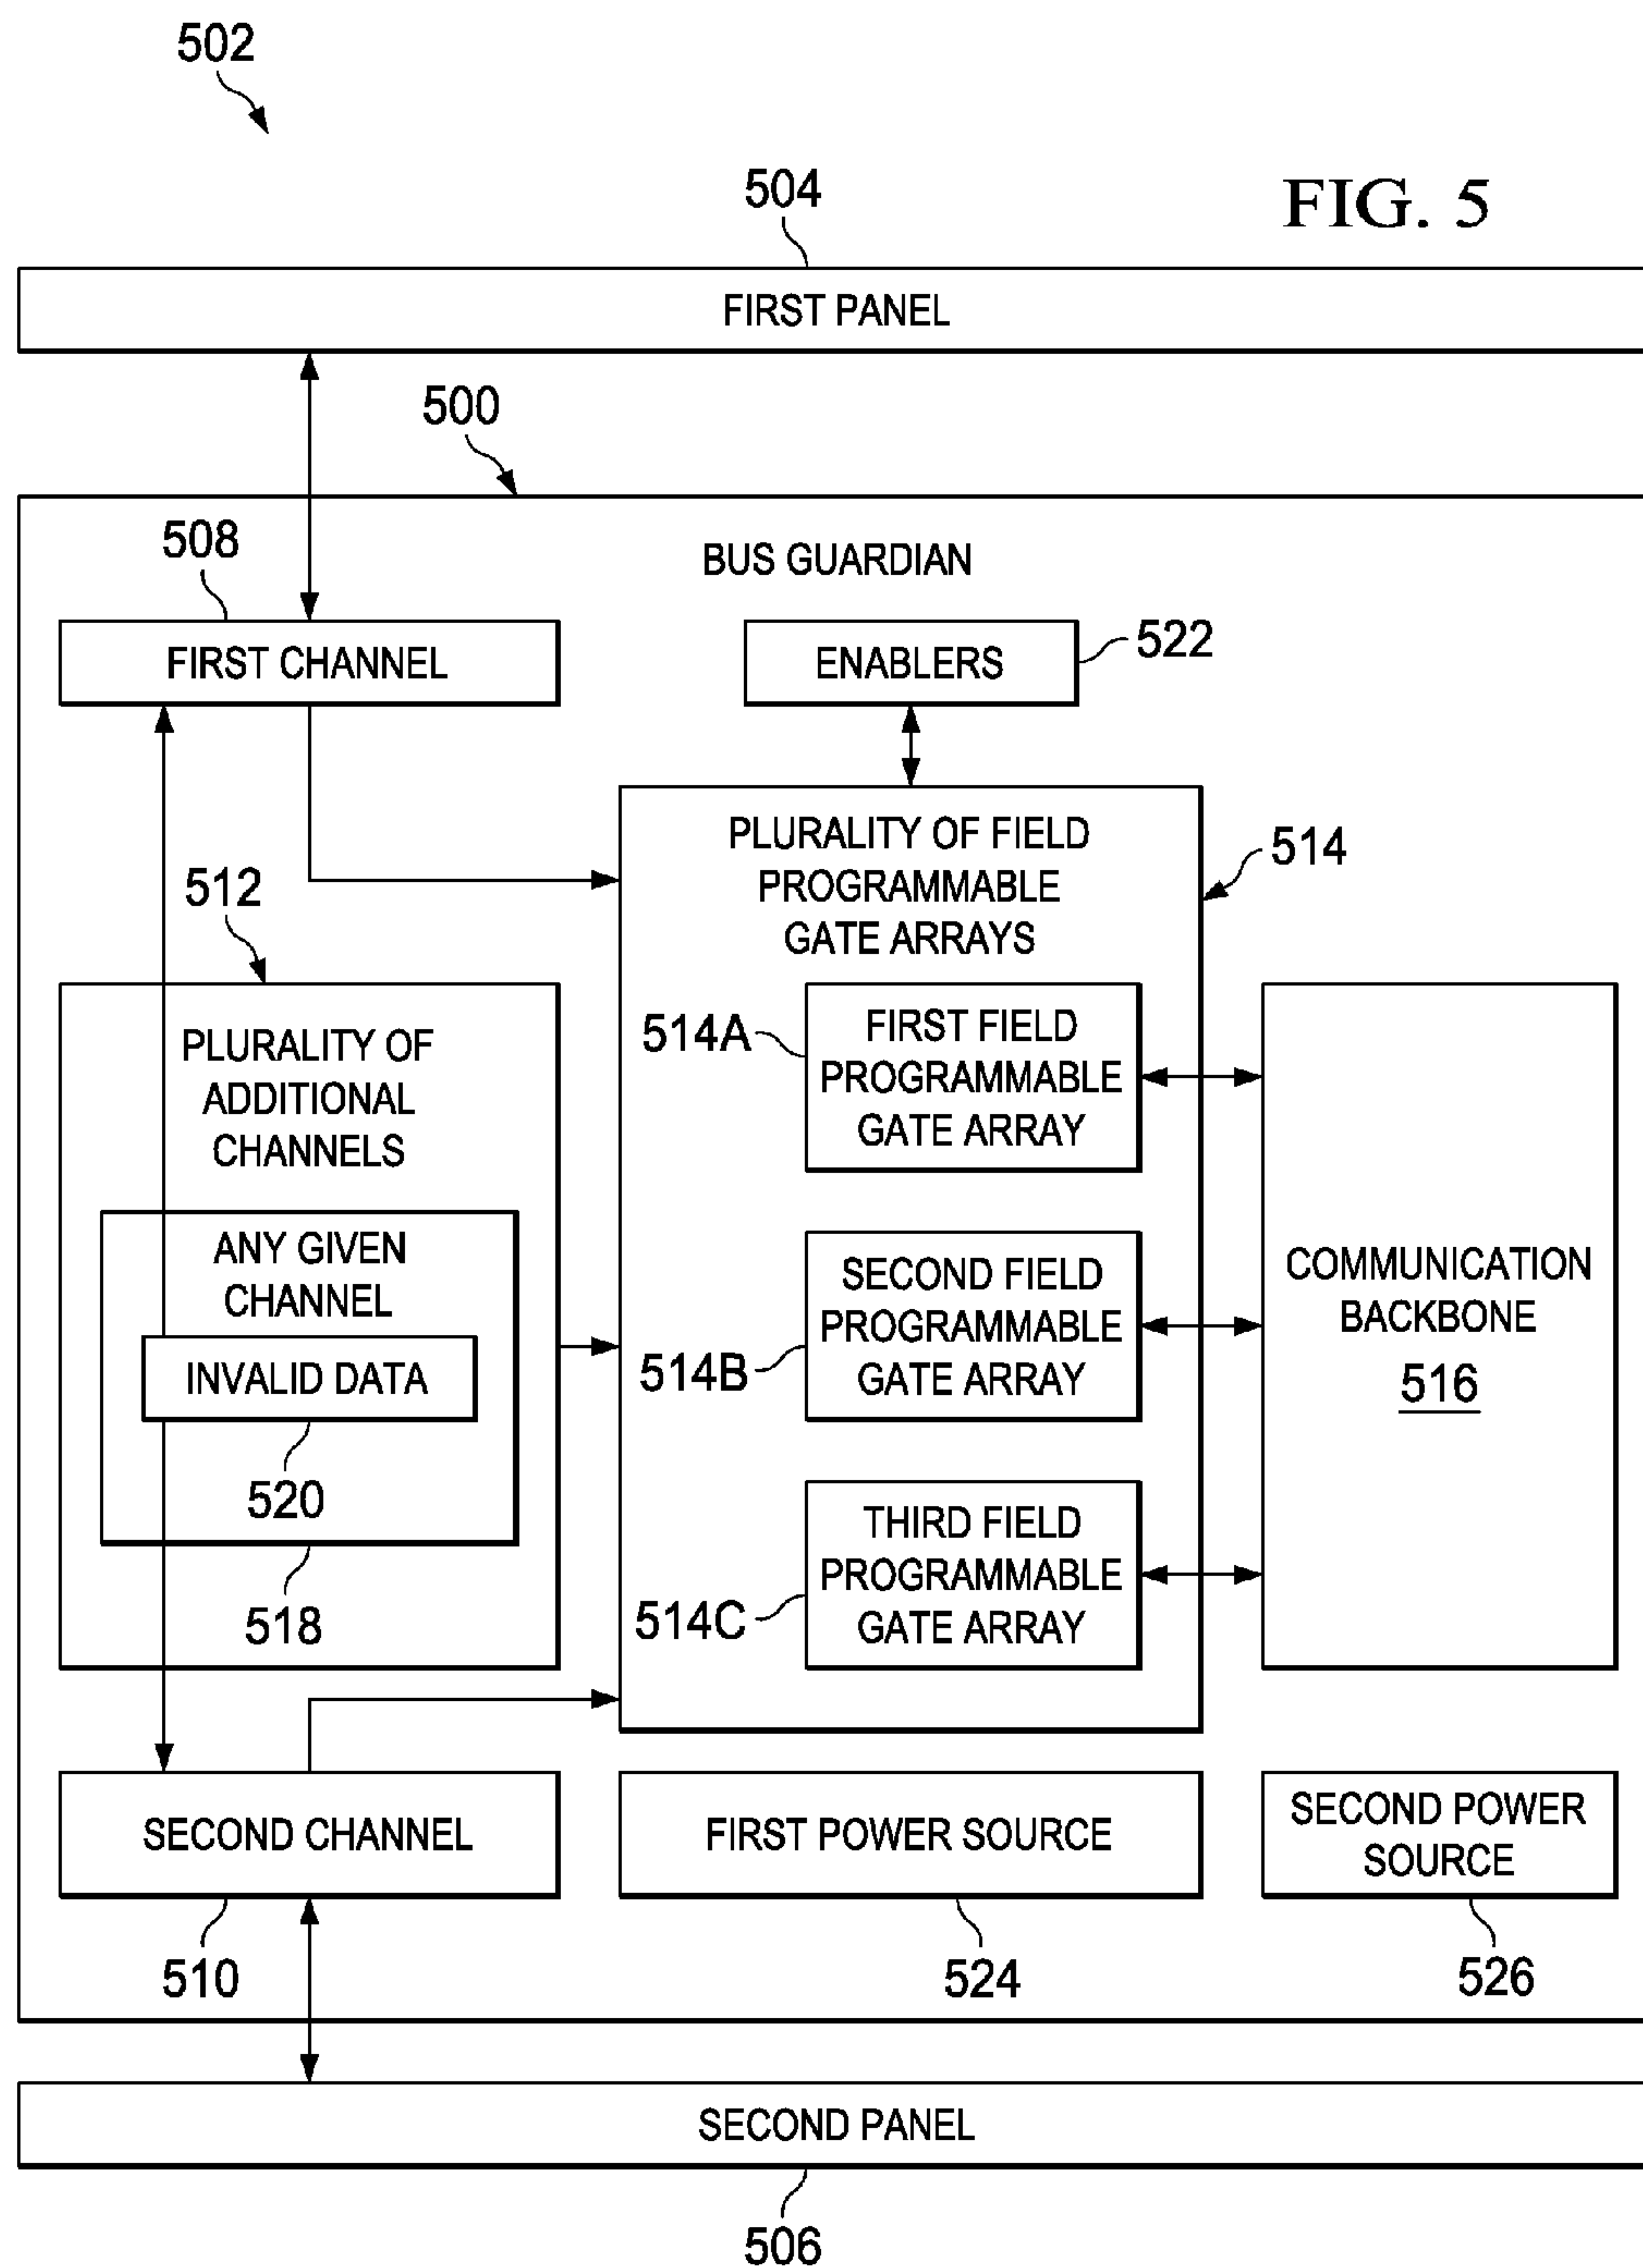 502
504
FIG. 5
FIRST PANEL
500
508
BUS GUARDIAN
FIRST CHANNEL
ENABLERS
522
PLURALITY OF FIELD
PROGRAMMABLE
GATE ARRAYS
514
512
PLURALITY OF
ADDITIONAL
CHANNELS
514A
FIRST FIELD
PROGRAMMABLE
GATE ARRAY
ANY GIVEN
CHANNEL
INVALID DATA
520
518
514B
SECOND FIELD
PROGRAMMABLE
GATE ARRAY
COMMUNICATION
BACKBONE
516
514C
THIRD FIELD
PROGRAMMABLE
GATE ARRAY
SECOND CHANNEL
FIRST POWER SOURCE
SECOND POWER
SOURCE
510
524
526
SECOND PANEL
506